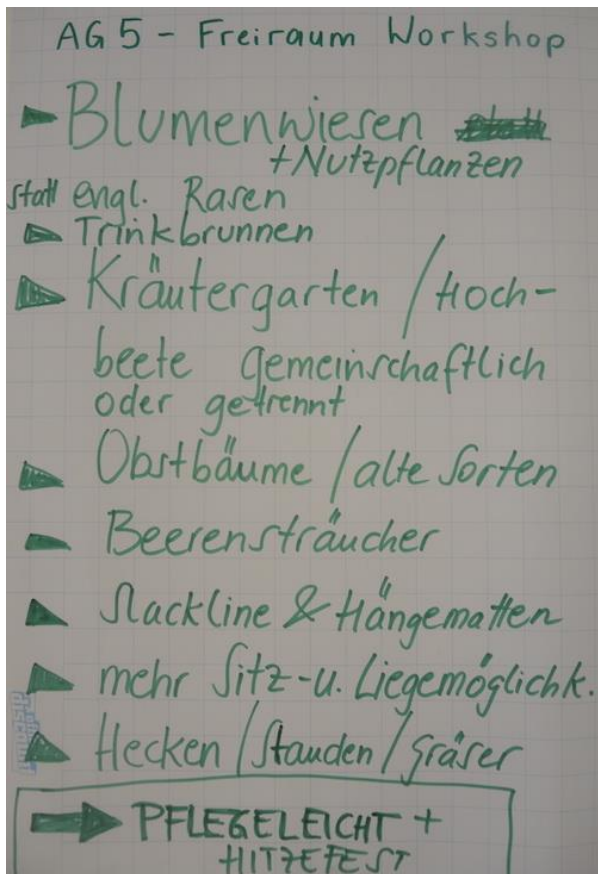 AG 5 - Freiraum Workshop
Blumenwiesen
+Nutzpflanzen
statt engl. Rasen
Trinkbrunnen
Kräutergarten / Hoch-
beete gemeinschaftlich
oder getrennt
Obstbäume / alte Sorten
Beerensträucher
Slackline & Hängematten
mehr Sitz-u. Liegemöglichk.
Hecken / Stauden / Gräser
PFLEGELEICHT +
HITZEFEST